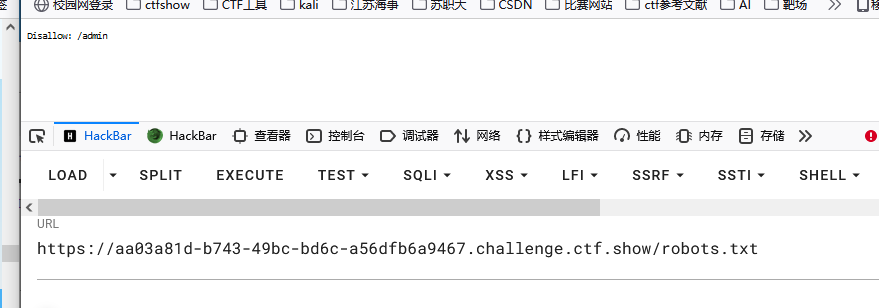 签 校园网登录 ctfshow CTF工具 kali 江苏海事 苏职大 CSDN 比赛网站 ctf参考文献 AI 靶场 >>
Disallow: /admin
HackBar HackBar 查看器 控制台 调试器 网络 样式编辑器 性能 内存 存储 >>
LOAD SPLIT EXECUTE TEST SQLI XSS LFI SSRF SSTI SHELL
URL
https://aa03a81d-b743-49bc-bd6c-a56dfb6a9467.challenge.ctf.show/robots.txt